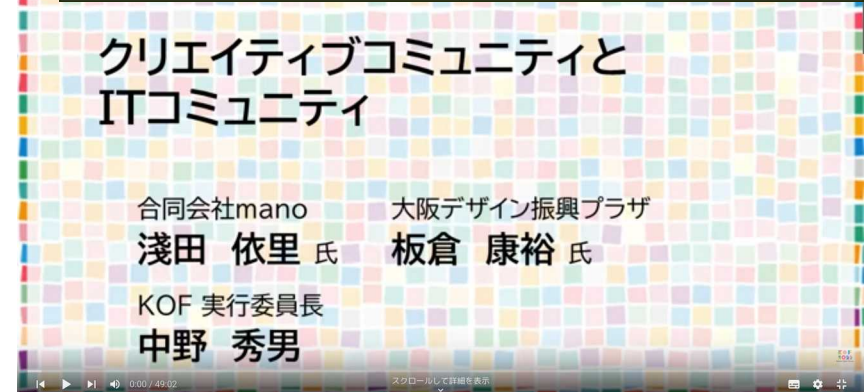 クリエイティブコミュニティと
ITコミュニティ
合同会社mano
淺田 依里 氏
大阪デザイン振興プラザ
板倉 康裕 氏
KOF 実行委員長
中野 秀男
0:00 / 49:02
スクロールして詳細を表示